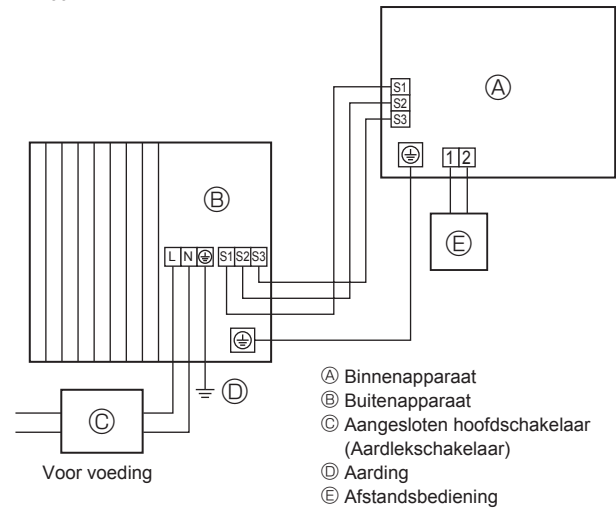 S1
S2
S3
Ⓐ
1 2
Ⓑ
Ⓔ
L N S1 S2 S3
Ⓓ
Ⓒ
Voor voeding
Ⓐ Binnenapparaat
Ⓑ Buitenapparaat
Ⓒ Aangesloten hoofdschakelaar
(Aardlekschakelaar)
Ⓓ Aarding
Ⓔ Afstandsbediening